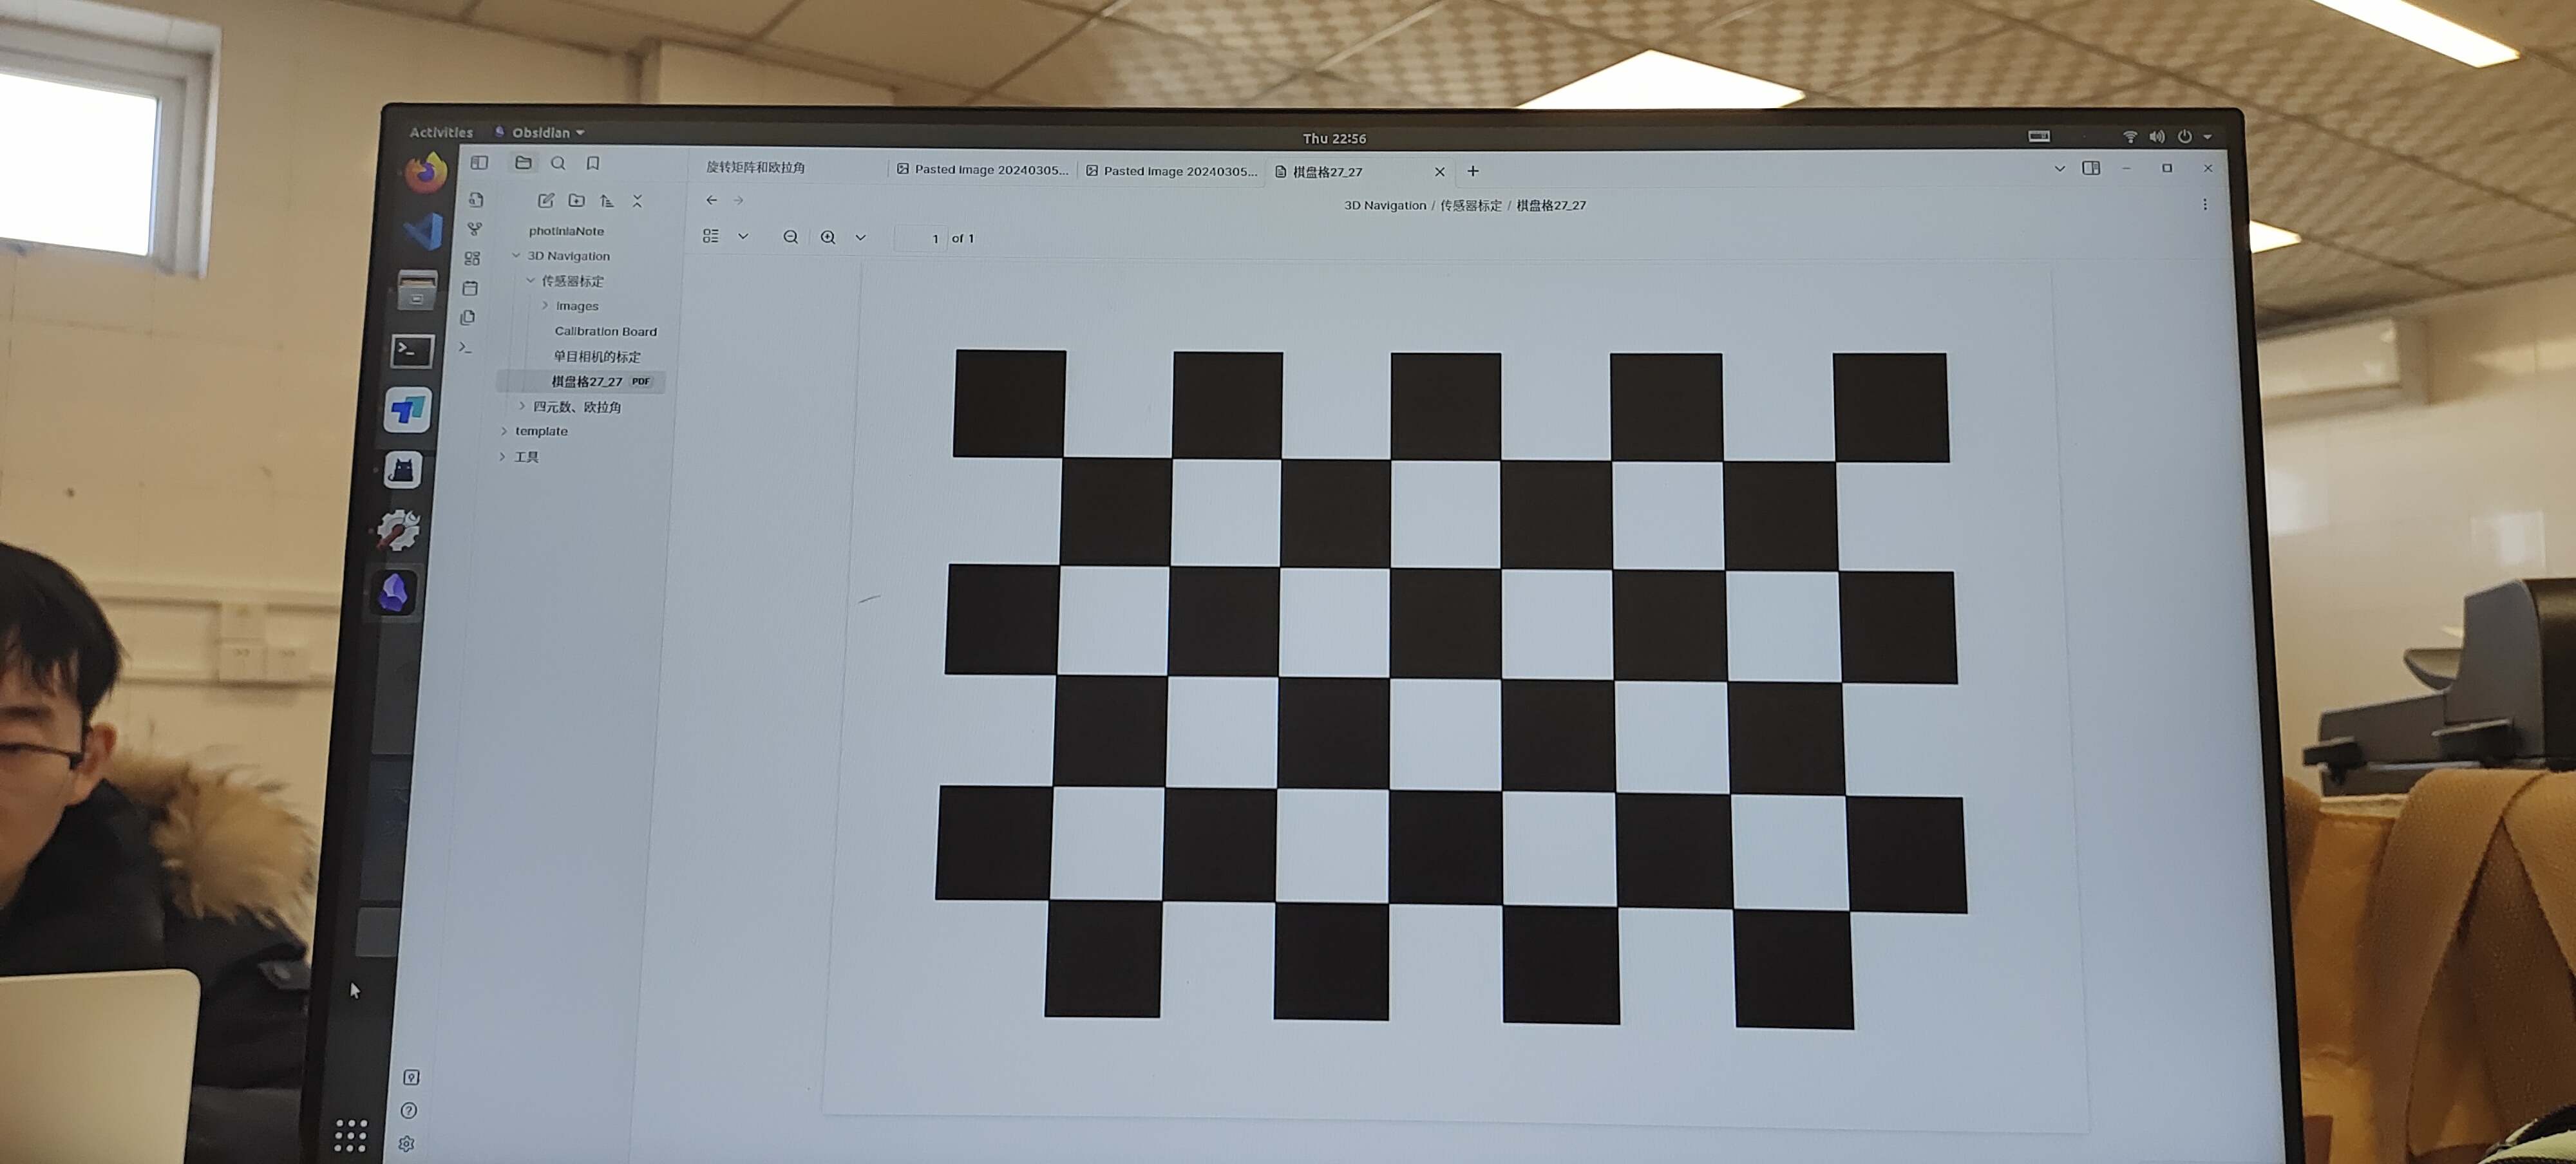 Activities Obsidian Thu 22:56
旋转矩阵和欧拉角 Pasted image 20240305... Pasted image 20240305... 棋盘格27_27
3D Navigation / 传感器标定 / 棋盘格27_27
1 of 1
photiniaNote
3D Navigation
传感器标定
images
Calibration Board
单目相机的标定
棋盘格27_27 PDF
四元数、欧拉角
template
工具